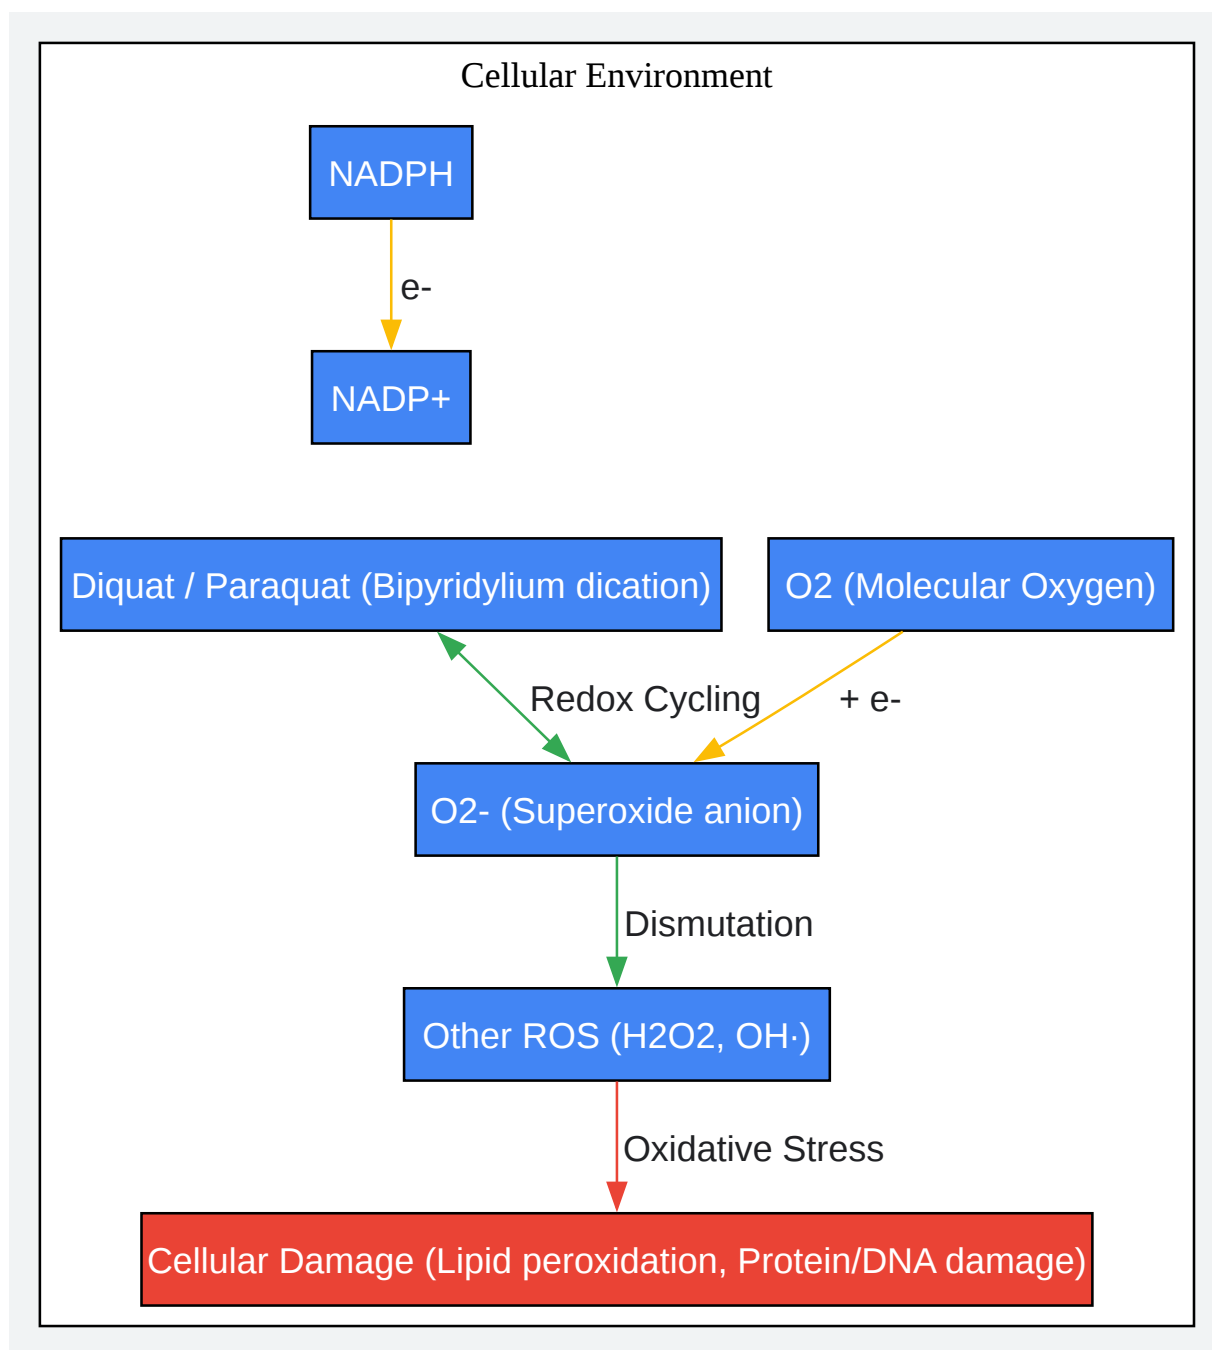 Cellular Environment
NADPH
e-
NADP+
Diquat / Paraquat (Bipyridylium dication)
O2 (Molecular Oxygen)
Redox Cycling
+ e-
O2- (Superoxide anion)
Dismutation
Other ROS (H2O2, OH·)
Oxidative Stress
Cellular Damage (Lipid peroxidation, Protein/DNA damage)